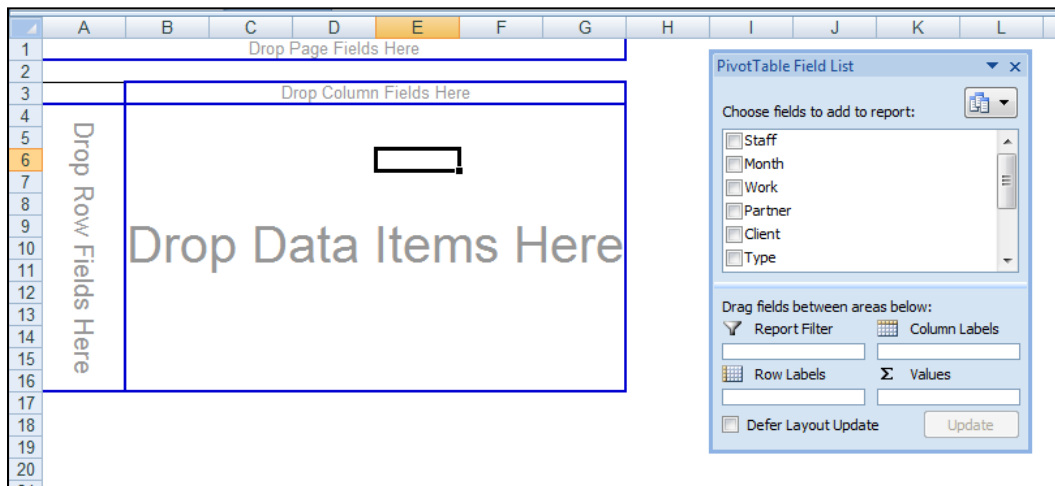 A B C D E F G H I J K L
1 Drop Page Fields Here
2
3 Drop Column Fields Here
4
5
6
7
8
9
10
11
12
13
14
15
16
17
18
19
20
Drop Row Fields Here
Drop Data Items Here
PivotTable Field List
Choose fields to add to report:
Staff
Month
Work
Partner
Client
Type
Drag fields between areas below:
Report Filter Column Labels
Row Labels Σ Values
Defer Layout Update Update